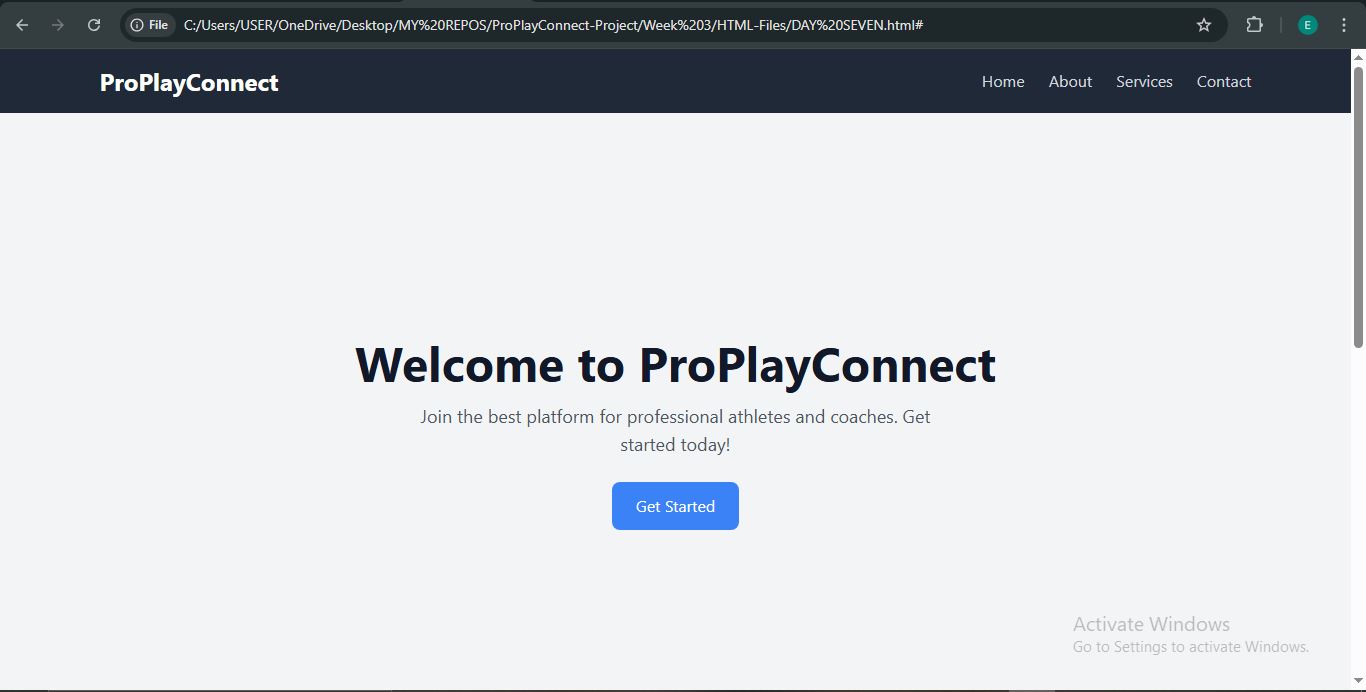 File C:/Users/USER/OneDrive/Desktop/MY%20REPOS/ProPlayConnect-Project/Week%203/HTML-Files/DAY%20SEVEN.html# E
ProPlayConnect Home About Services Contact
Welcome to ProPlayConnect
Join the best platform for professional athletes and coaches. Get
started today!
Get Started
Activate Windows
Go to Settings to activate Windows.